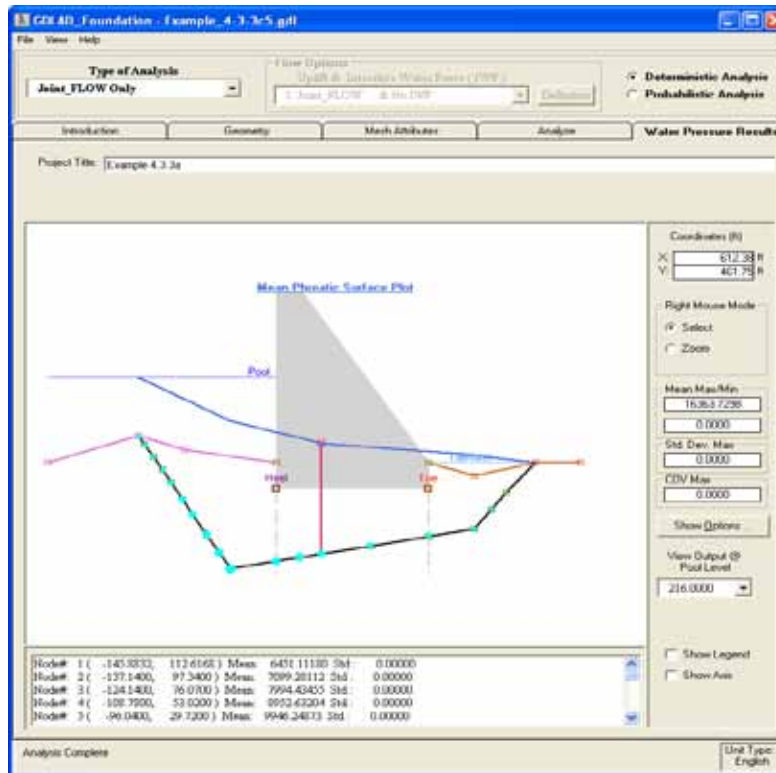 GDLAD_Foundation - Example_4-3-3c5.gdl
File View Help
Type of Analysis
Joint_FLOW Only
Flow Options
Uplift &
Water Force
Definition
Deterministic Analysis
Probabilistic Analysis
Introduction
Geometry
Mesh Attributes
Analyze
Water Pressure Results
Project Title: Example 4.3.3a
Coordinates (ft)
X: 612.38 ft
Y: 401.75 ft
Right Mouse Mode
Select
Zoom
Mean Max/Min
16363.7298
0.0000
Std. Dev. Max
0.0000
COV Max
0.0000
Show Options
View Output @
Pool Level
216.0000
Show Legend
Show Axis
Mean Phreatic Surface Plot
Pool
Heel
Toe
Node# 1 ( 112.6168 ) Mean: 6451.11180 Std.: 0.00000
Node# 2 ( -137.1400, 97.3400 ) Mean: 7099.28112 Std.: 0.00000
Node# 3 ( -124.1400, 76.0700 ) Mean: 7994.43455 Std.: 0.00000
Node# 4 ( 53.0200 ) Mean: 8952.63204 Std.: 0.00000
Node# 5 ( -96.0400, 29.7200 ) Mean: 9946.24873 Std.: 0.00000
Analysis Complete
Unit Type:
English